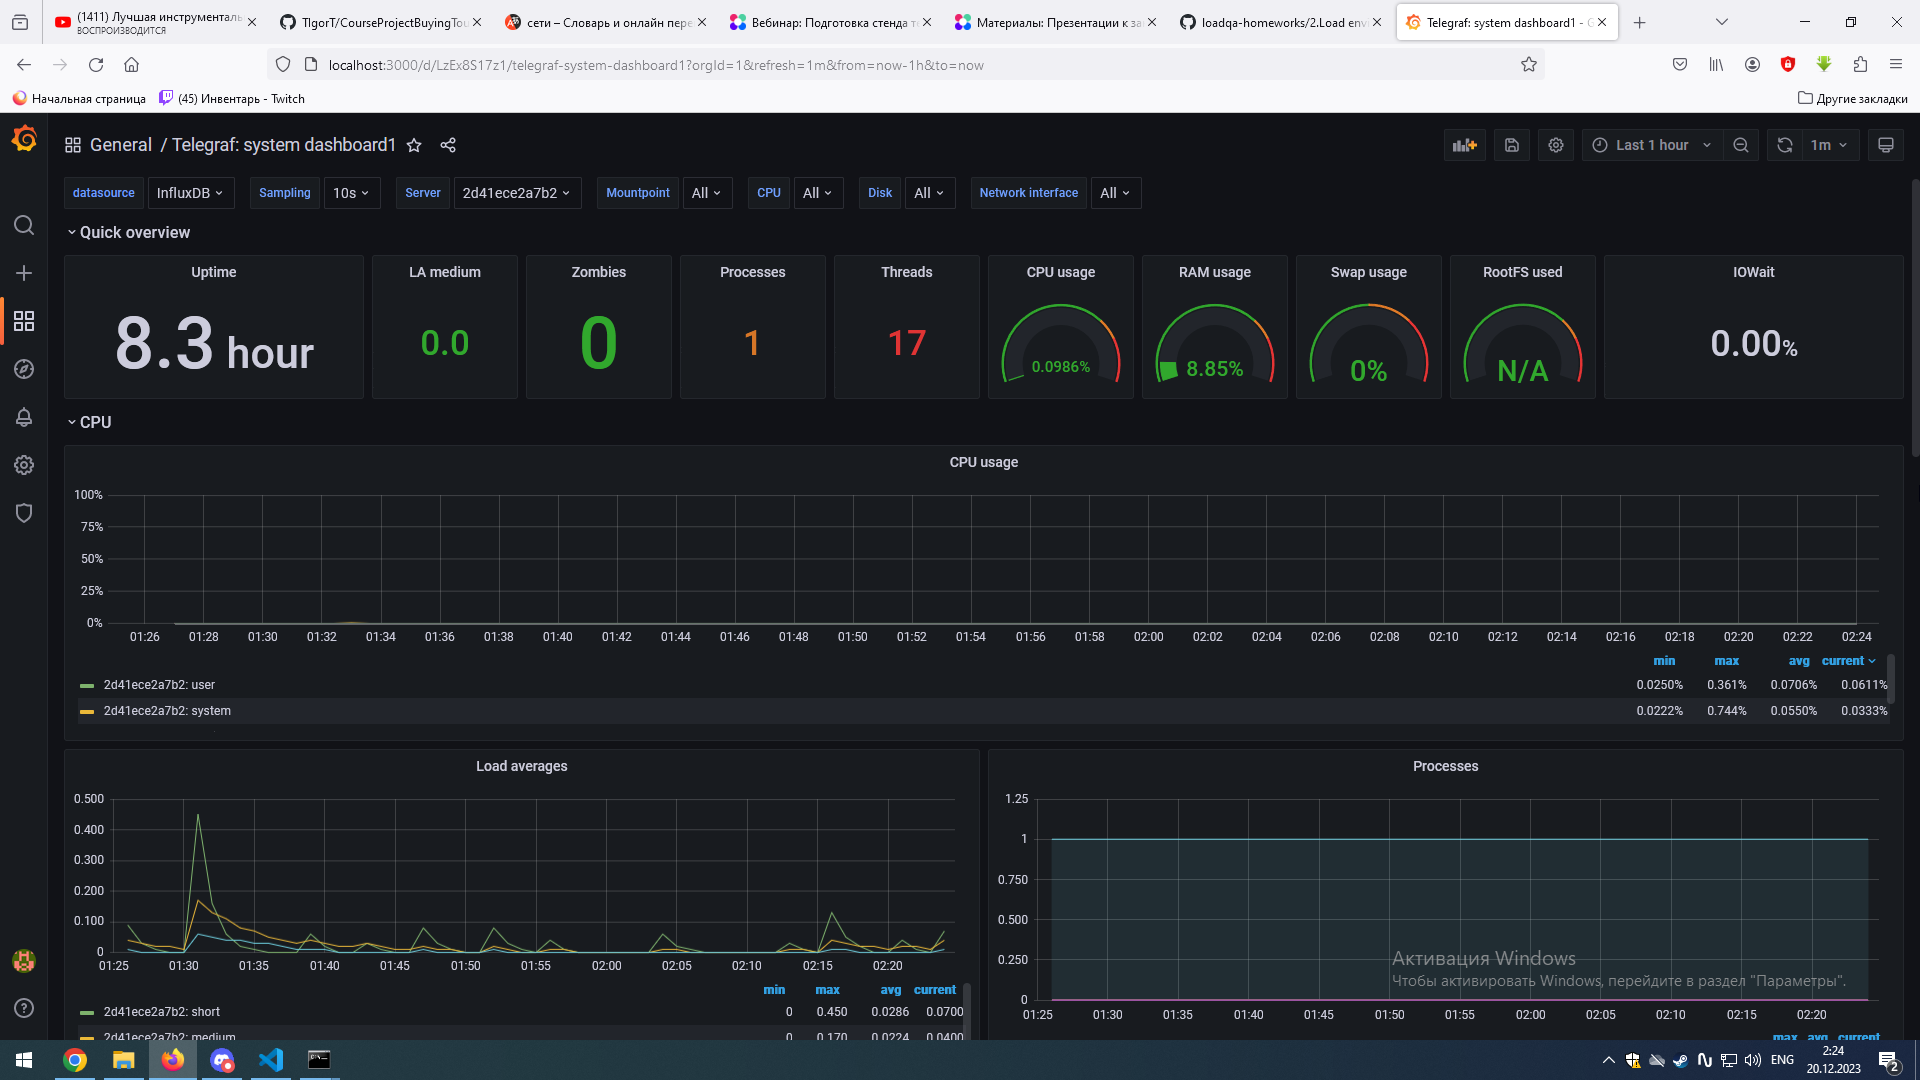 (1411) Лучшая инструменталь
ВОСПРОИЗВОДИТСЯ
TIgorT/CourseProjectBuyingTou
сети – Словарь и онлайн пере
Вебинар: Подготовка стенда т
Материалы: Презентации к за
loadqa-homeworks/2.Load env
Telegraf: system dashboard1 - G
localhost:3000/d/LzEx8S17z1/telegraf-system-dashboard1?orgId=1&refresh=1m&from=now-1h&to=now
Начальная страница
(45) Инвентарь - Twitch
Другие закладки
General / Telegraf: system dashboard1
Last 1 hour
1m
datasource InfluxDB
Sampling 10s
Server 2d41ece2a7b2
Mountpoint All
CPU All
Disk All
Network interface All
Quick overview
Uptime
8.3 hour
LA medium
0.0
Zombies
0
Processes
1
Threads
17
CPU usage
0.0986%
RAM usage
8.85%
Swap usage
0%
RootFS used
N/A
IOWait
0.00%
CPU
CPU usage
100%
75%
50%
25%
0%
01:26 01:28 01:30 01:32 01:34 01:36 01:38 01:40 01:42 01:44 01:46 01:48 01:50 01:52 01:54 01:56 01:58 02:00 02:02 02:04 02:06 02:08 02:10 02:12 02:14 02:16 02:18 02:20 02:22 02:24
min max avg current
2d41ece2a7b2: user 0.0250% 0.361% 0.0706% 0.0611%
2d41ece2a7b2: system 0.0222% 0.744% 0.0550% 0.0333%
Load averages
0.500
0.400
0.300
0.200
0.100
0
01:25 01:30 01:35 01:40 01:45 01:50 01:55 02:00 02:05 02:10 02:15 02:20
min max avg current
2d41ece2a7b2: short 0 0.450 0.0286 0.0700
2d41ece2a7b2: medium 0 0.170 0.0224 0.0400
Processes
1.25
1
0.750
0.500
0.250
0
01:25 01:30 01:35 01:40 01:45 01:50 01:55 02:00 02:05 02:10 02:15 02:20
max avg current
Активация Windows
Чтобы активировать Windows, перейдите в раздел "Параметры".
ENG
2:24
20.12.2023
2